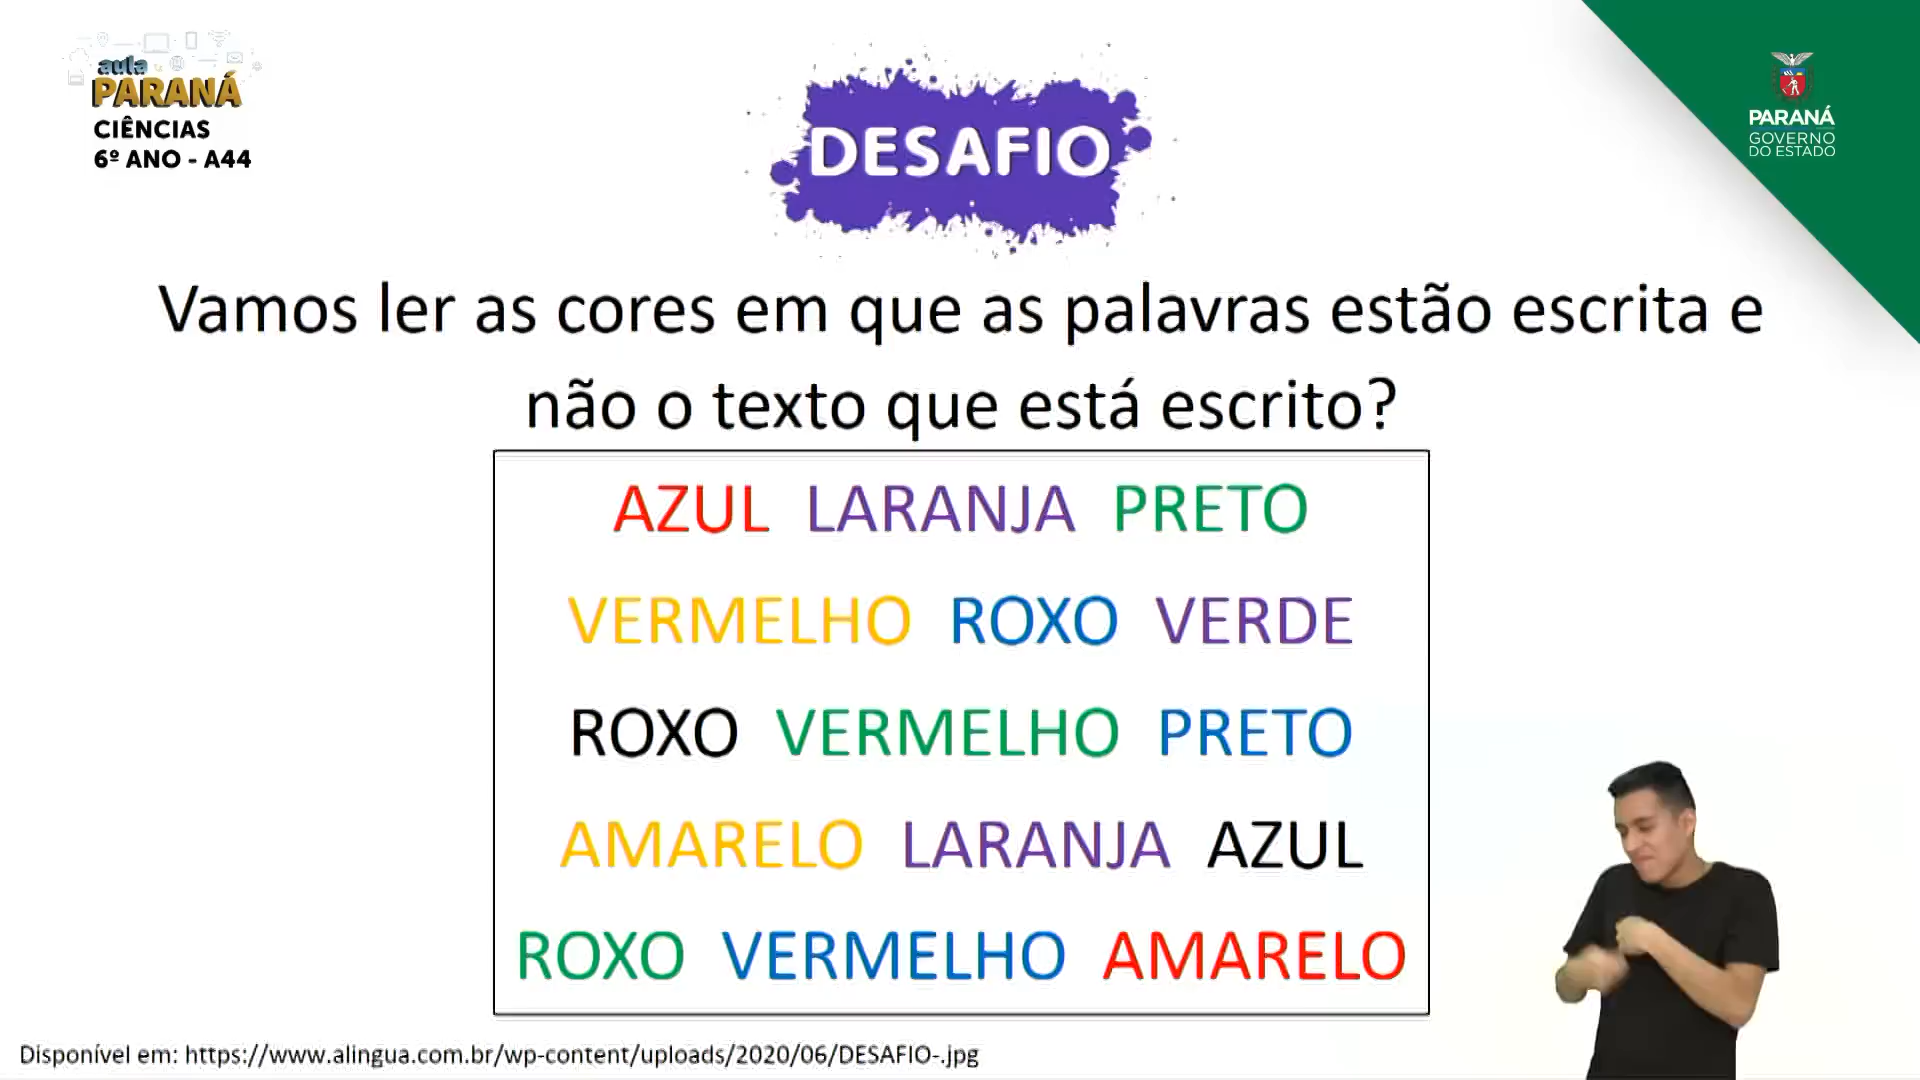 aula
PARANÁ
CIÊNCIAS
6º ANO - A44
DESAFIO
PARANÁ
GOVERNO
DO ESTADO
Vamos ler as cores em que as palavras estão escrita e
não o texto que está escrito?
AZUL LARANJA PRETO
VERMELHO ROXO VERDE
ROXO VERMELHO PRETO
AMARELO LARANJA AZUL
ROXO VERMELHO AMARELO
Disponível em: https://www.alingua.com.br/wp-content/uploads/2020/06/DESAFIO-.jpg